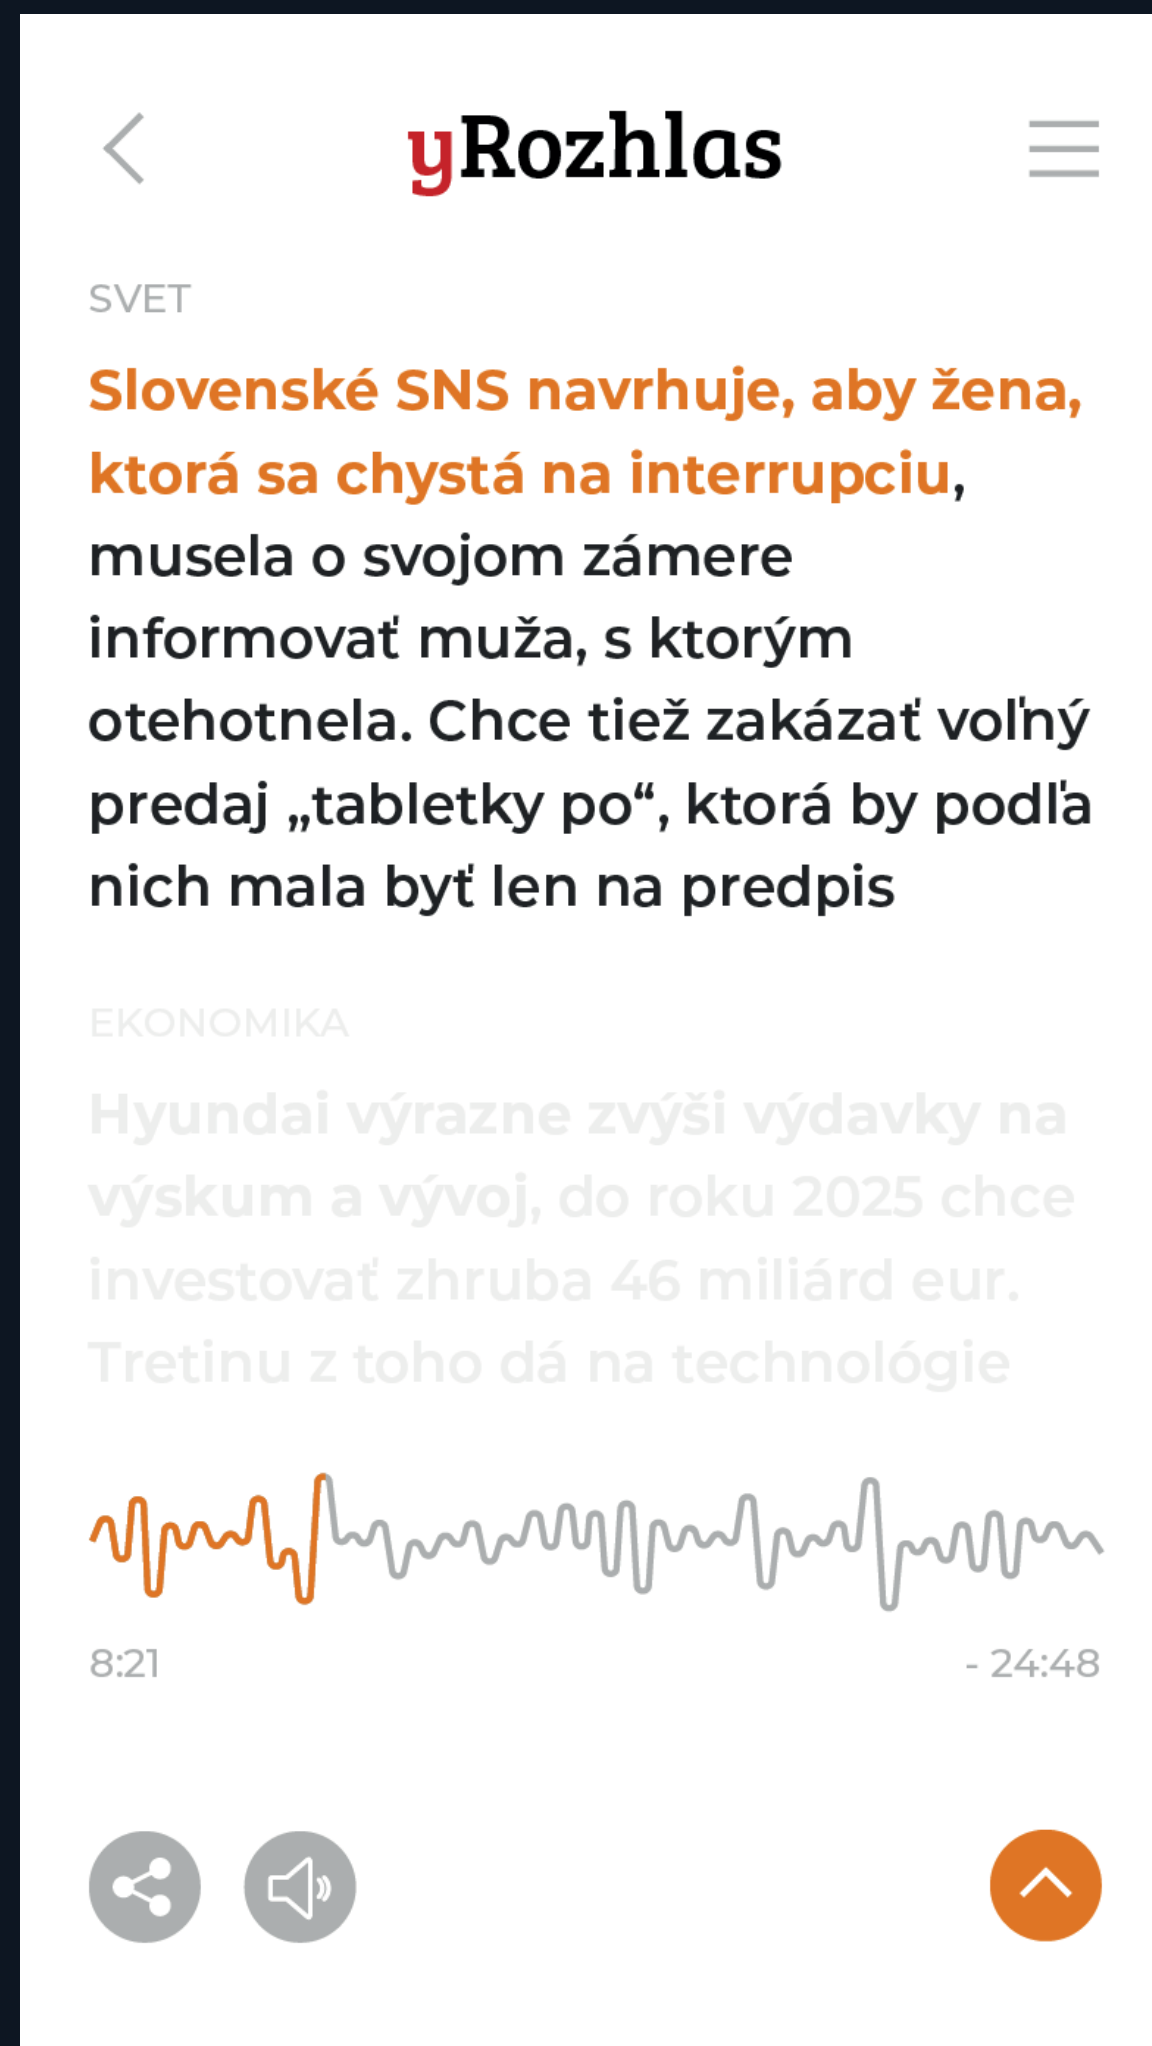 yRozhlas
SVET
Slovenské SNS navrhuje, aby žena,
ktorá sa chystá na interrupciu,
musela o svojom zámere
informovať muža, s ktorým
otehotnela. Chce tiež zakázať voľný
predaj „tabletky po“, ktorá by podľa
nich mala byť len na predpis
EKONOMIKA
Hyundai výrazne zvýši výdavky na
výskum a vývoj, do roku 2025 chce
investovať zhruba 46 miliárd eur.
Tretinu z toho dá na technológie
8:21
- 24:48